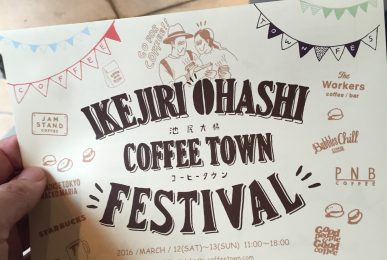 COFFEE
TOWN FES
GO FOR
Coffee!!
IKEJIRI OHASHI
池尻大橋
COFFEE TOWN
コーヒータウン
FESTIVAL
JAM
STAND
COFFEE
STARBUCKS
The
Workers
coffee / bar
Bubbles Chill
PNB
COFFEE
Good
People
Good
Coffee
2016 / MARCH / 12(SAT)〜13(SUN) 11:00〜18:00